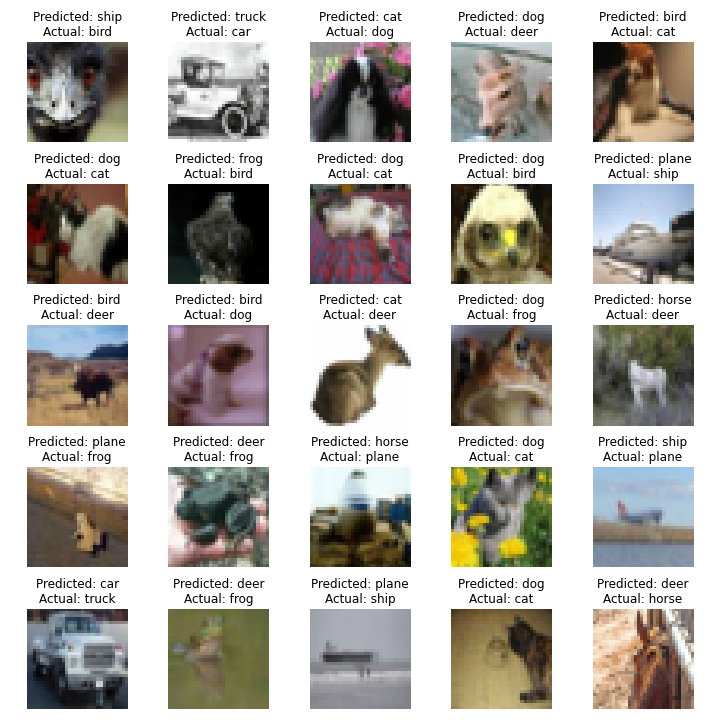 Predicted: ship
Actual: bird
Predicted: truck
Actual: car
Predicted: cat
Actual: dog
Predicted: dog
Actual: deer
Predicted: bird
Actual: cat
Predicted: dog
Actual: cat
Predicted: frog
Actual: bird
Predicted: dog
Actual: cat
Predicted: dog
Actual: bird
Predicted: plane
Actual: ship
Predicted: bird
Actual: deer
Predicted: bird
Actual: dog
Predicted: cat
Actual: deer
Predicted: dog
Actual: frog
Predicted: horse
Actual: deer
Predicted: plane
Actual: frog
Predicted: deer
Actual: frog
Predicted: horse
Actual: plane
Predicted: dog
Actual: cat
Predicted: ship
Actual: plane
Predicted: car
Actual: truck
Predicted: deer
Actual: frog
Predicted: plane
Actual: ship
Predicted: dog
Actual: cat
Predicted: deer
Actual: horse